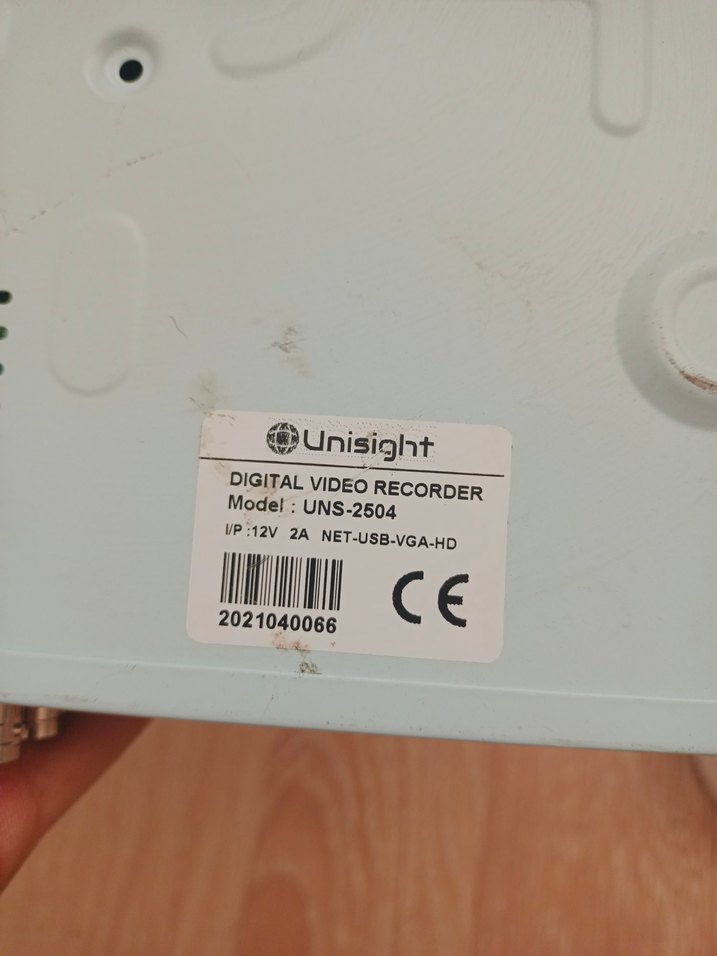 Unisight
DIGITAL VIDEO RECORDER
Model : UNS-2504
I/P :12V 2A NET-USB-VGA-HD
CE
2021040066